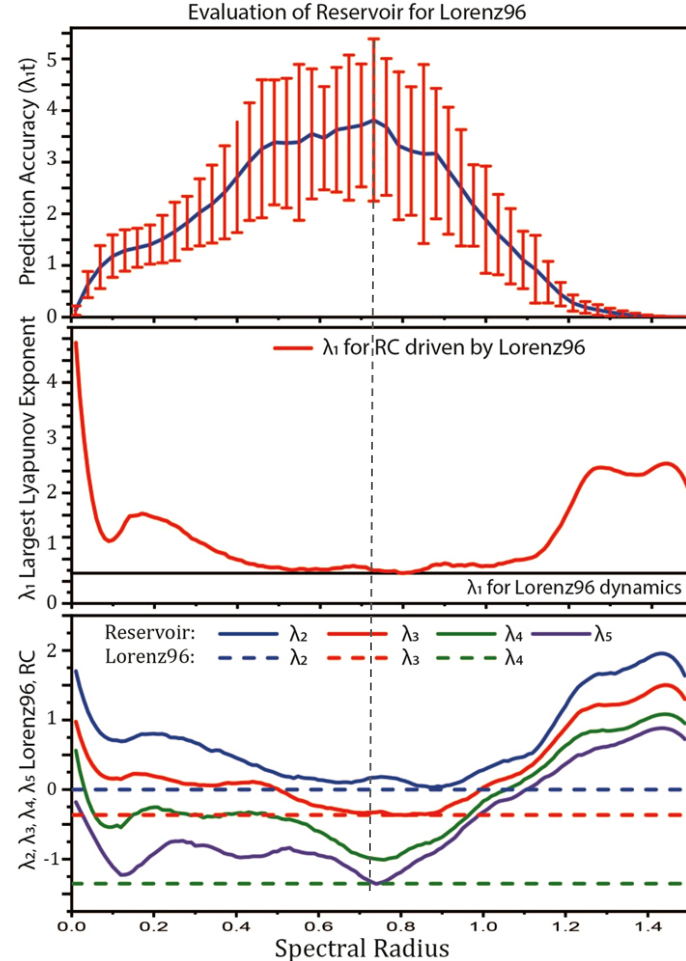 Evaluation of Reservoir for Lorenz96
Prediction Accuracy (λ₁t)
5
4
3
2
1
0
λ₁ Largest Lyapunov Exponent
4
3
2
1
0
λ₁ for RC driven by Lorenz96
λ₁ for Lorenz96 dynamics
λ₂, λ₃, λ₄, λ₅ Lorenz96, RC
Reservoir: λ₂ λ₃ λ₄ λ₅
Lorenz96: λ₂ λ₃ λ₄
2
1
0
-1
0.0 0.2 0.4 0.6 0.8 1.0 1.2 1.4
Spectral Radius